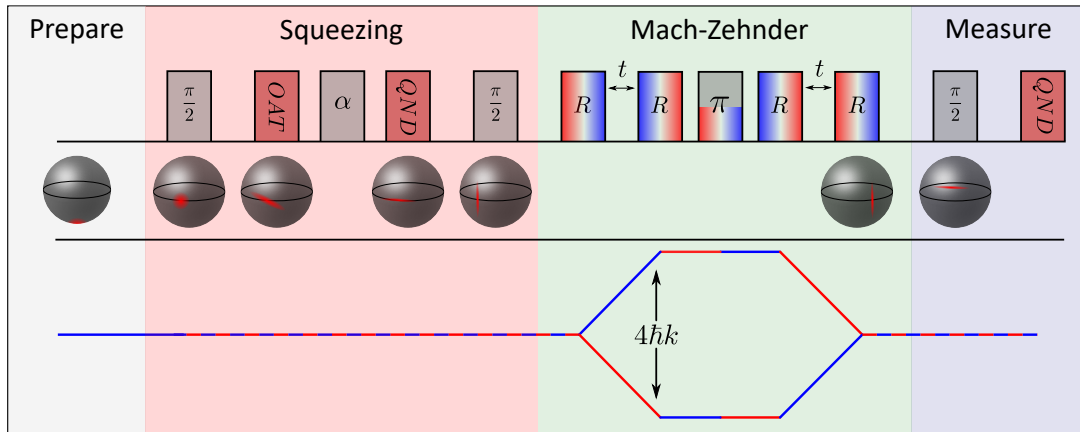 Prepare
Squeezing
Mach-Zehnder
Measure
π/2
OAT
α
QND
π/2
R
t
R
π
R
t
R
π/2
QND
4ħk